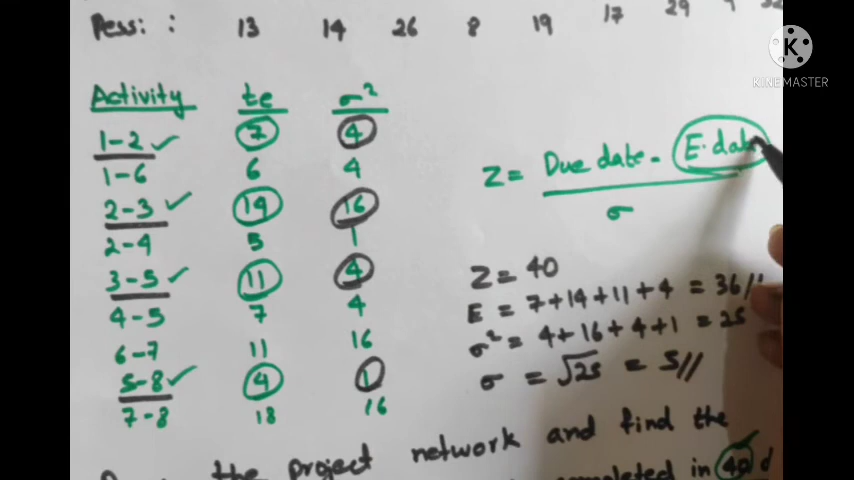 Pessi : 13 14 26 8 19 17 29 9
K
KINEMASTER
Activity te σ²
1-2 ✓ 7 4
1-6 6 4
2-3 ✓ 14 16
2-4 5 1
3-5 ✓ 11 4
4-5 7 4
6-7 11 16
5-8 ✓ 4 1
7-8 18 16
Z = Due date - E. date
σ
Z = 40
E = 7+14+11+4 = 36//
σ² = 4+16+4+1 = 25
σ = √25 = 5//
the project network and find the
completed in 40 d